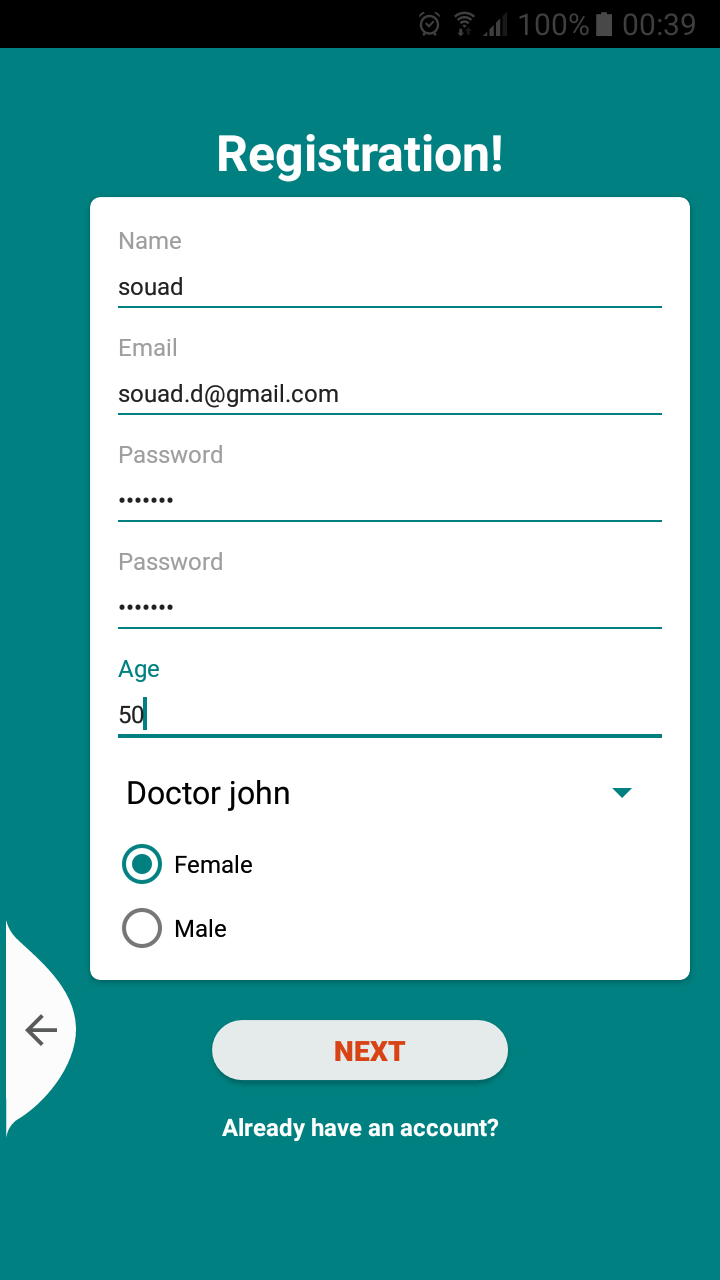 100% 00:39
Registration!
Name
souad
Email
souad.d@gmail.com
Password
•••••••
Password
•••••••
Age
50
Doctor john
Female
Male
NEXT
Already have an account?